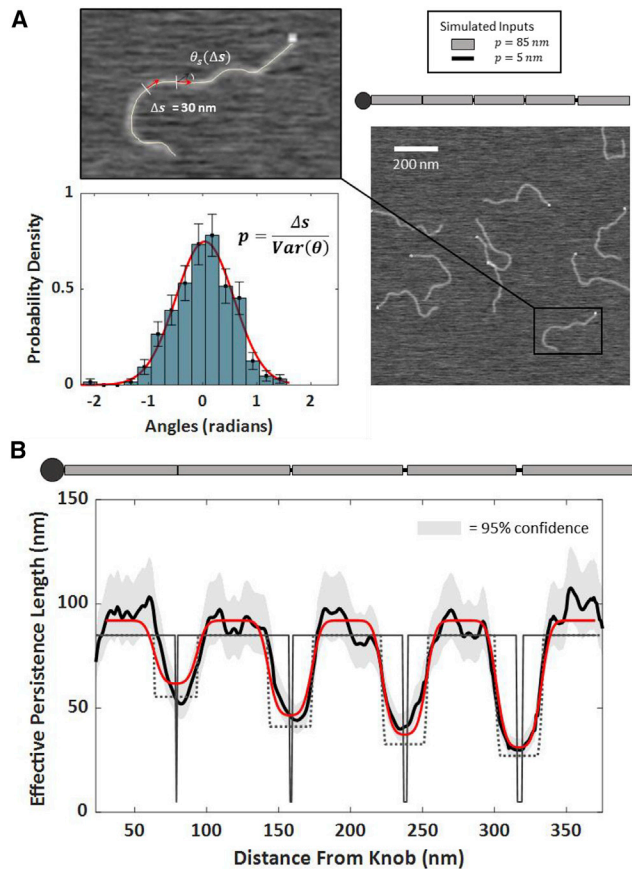 A
θs(Δs)
Δs = 30 nm
Simulated Inputs
p = 85 nm
p = 5 nm
200 nm
1
0.5
0
Probability Density
p = Δs / Var(θ)
-2 -1 0 1 2
Angles (radians)
B
150
100
50
0
Effective Persistence Length (nm)
= 95% confidence
50 100 150 200 250 300 350
Distance From Knob (nm)